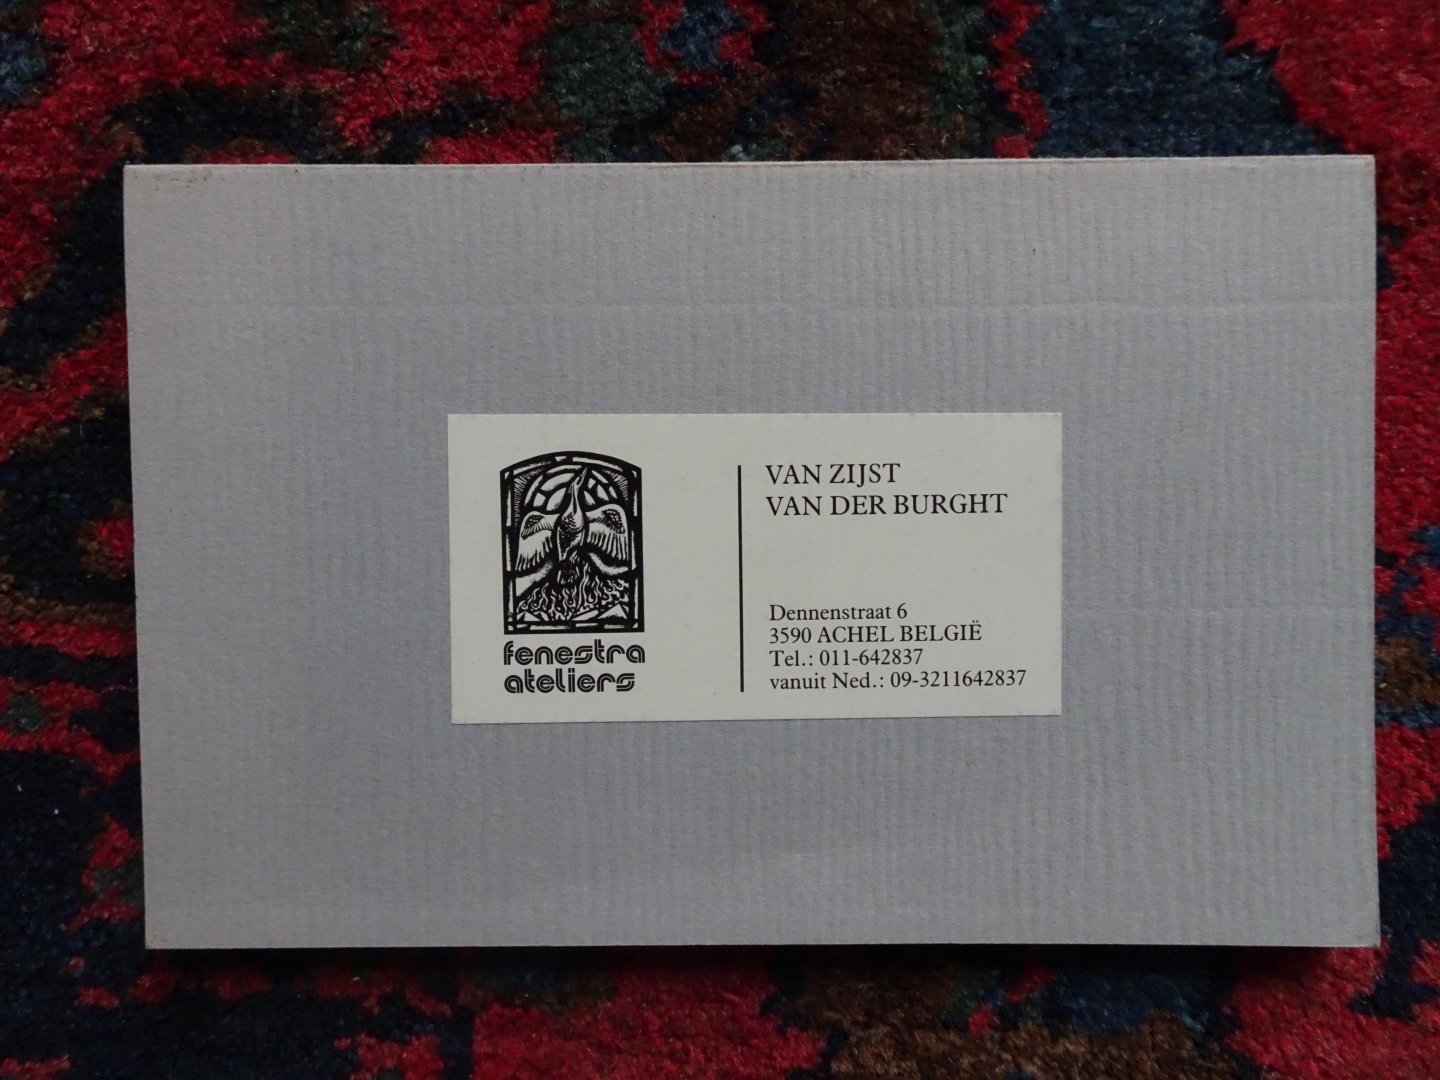 fenestra
ateliers
VAN ZIJST
VAN DER BURGHT
Dennenstraat 6
3590 ACHEL BELGIË
Tel.: 011-642837
vanuit Ned.: 09-3211642837